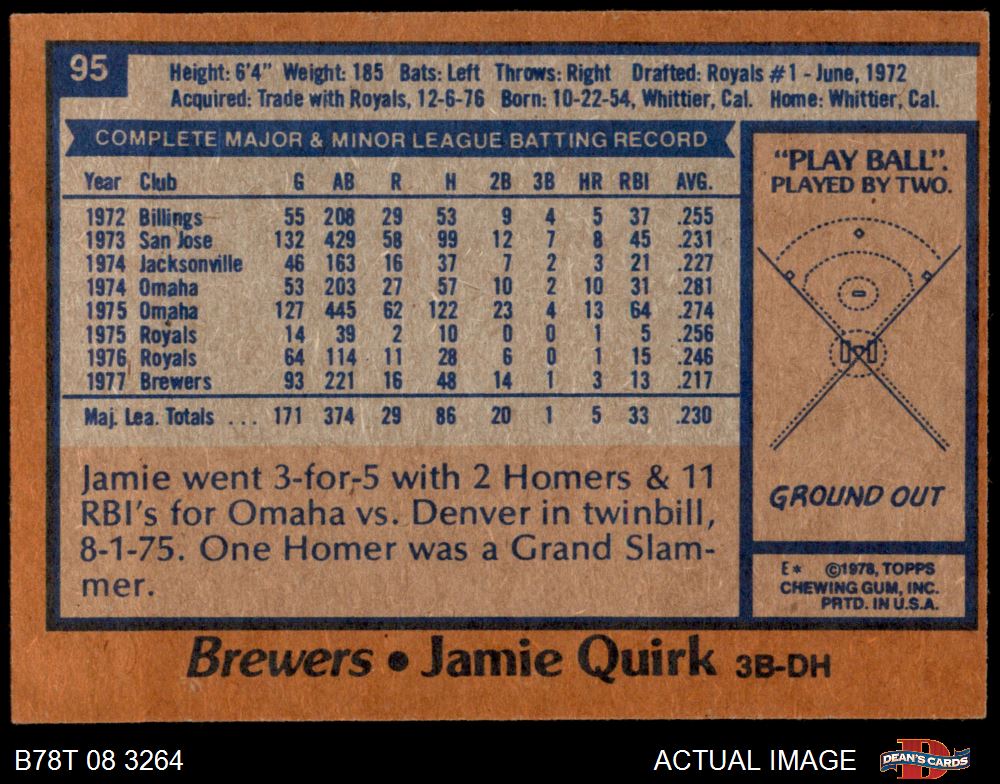 95
Height: 6'4" Weight: 185 Bats: Left Throws: Right Drafted: Royals #1 - June, 1972
Acquired: Trade with Royals, 12-6-76 Born: 10-22-54, Whittier, Cal. Home: Whittier, Cal.
COMPLETE MAJOR & MINOR LEAGUE BATTING RECORD
Year Club G AB R H 2B 3B HR RBI AVG.
1972 Billings 55 208 29 53 9 4 5 37 .255
1973 San Jose 132 429 58 99 12 7 8 45 .231
1974 Jacksonville 46 163 16 37 7 2 3 21 .227
1974 Omaha 53 203 27 57 10 2 10 31 .281
1975 Omaha 127 445 62 122 23 4 13 64 .274
1975 Royals 14 39 2 10 0 0 1 5 .256
1976 Royals 64 114 11 28 6 0 1 15 .246
1977 Brewers 93 221 16 48 14 1 3 13 .217
Maj. Lea. Totals . . . 171 374 29 86 20 1 5 33 .230
Jamie went 3-for-5 with 2 Homers & 11
RBI's for Omaha vs. Denver in twinbill,
8-1-75. One Homer was a Grand Slam-
mer.
"PLAY BALL".
PLAYED BY TWO.
GROUND OUT
E* ©1978, TOPPS
CHEWING GUM, INC.
PRTD. IN U.S.A.
Brewers • Jamie Quirk 3B-DH
B78T 08 3264
ACTUAL IMAGE
D
DEAN'S CARDS